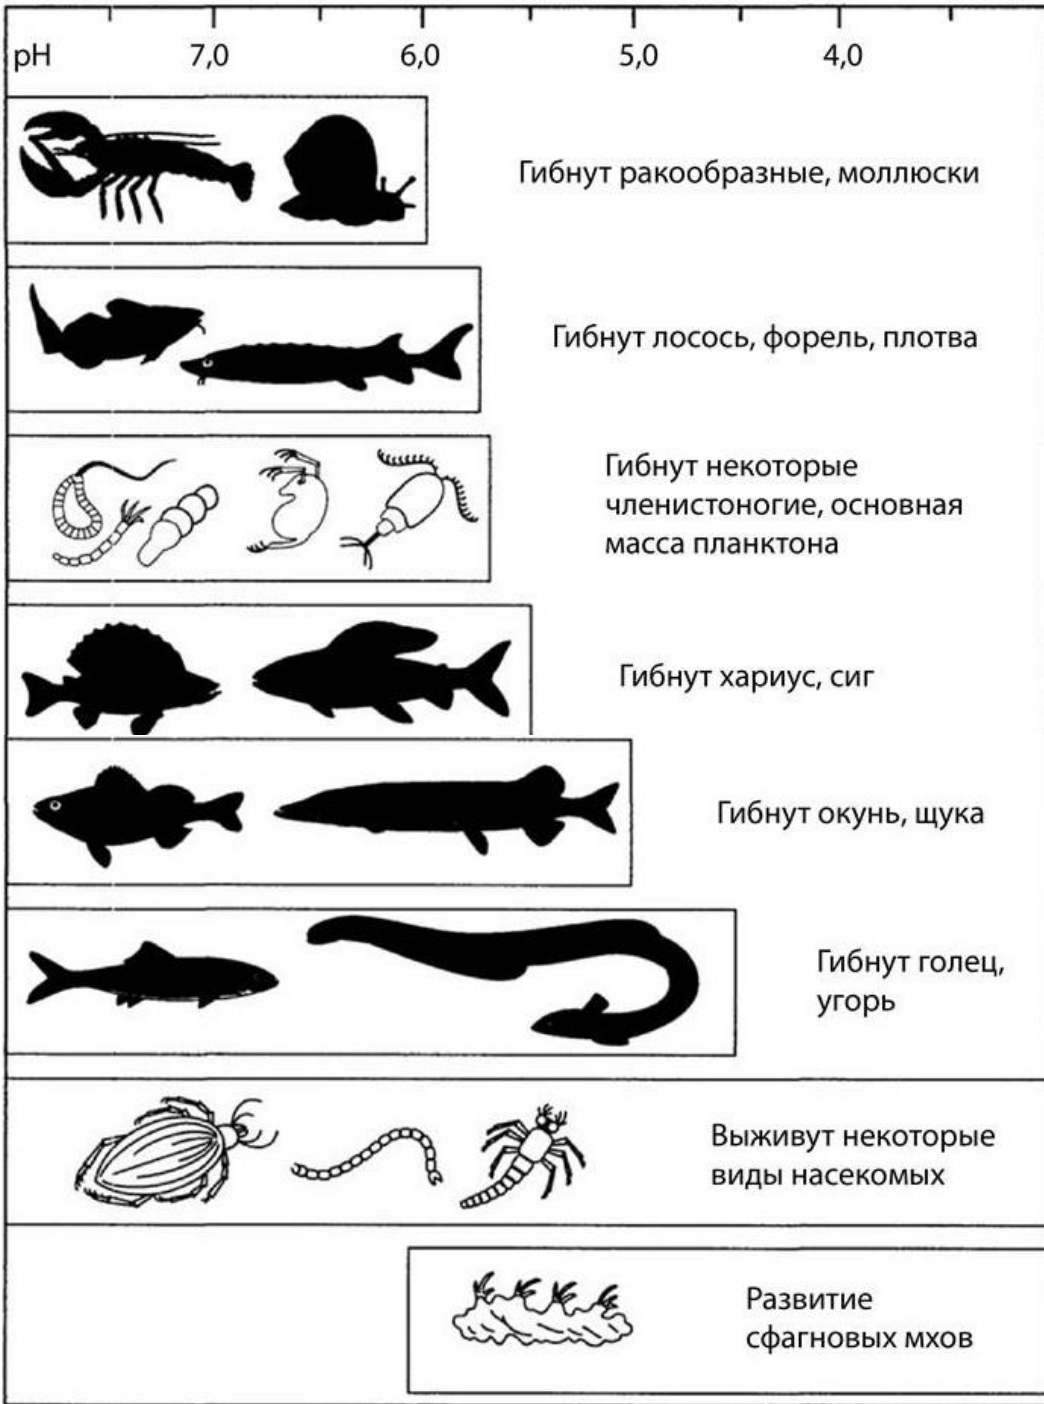 pH 7,0 6,0 5,0 4,0
Гибнут ракообразные, моллюски
Гибнут лосось, форель, плотва
Гибнут некоторые
членистоногие, основная
масса планктона
Гибнут хариус, сиг
Гибнут окунь, щука
Гибнут голец,
угорь
Выживут некоторые
виды насекомых
Развитие
сфагновых мхов